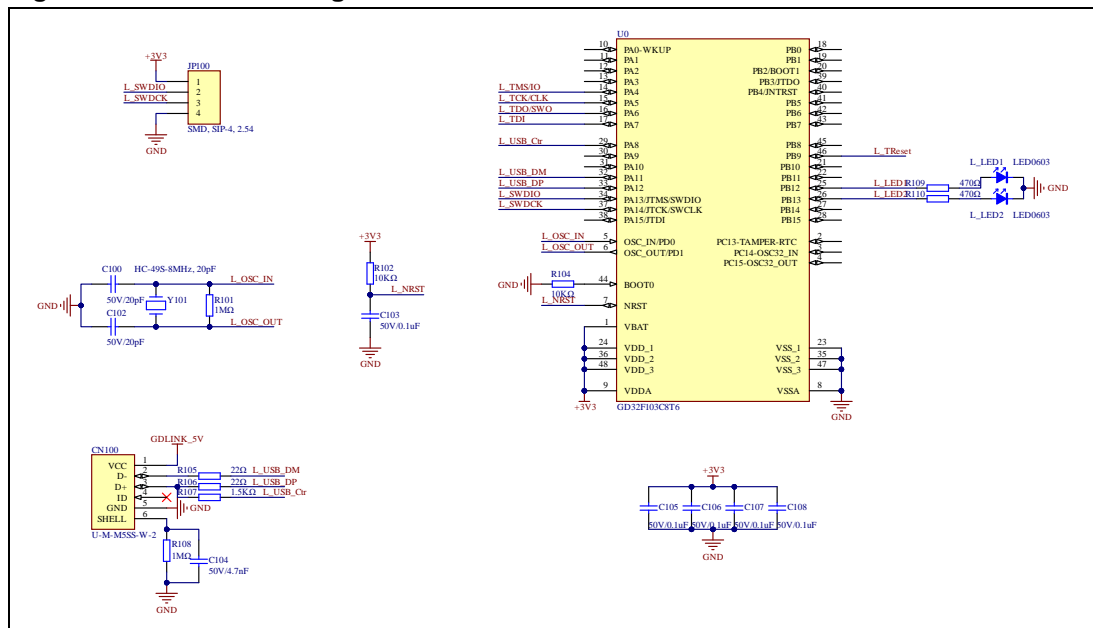 U0
10 PA0-WKUP PB0 18
11 PA1 PB1 19
12 PA2 PB2/BOOT1 20
13 PA3 PB3/JTDO 39
L_TMS/IO 14 PA4 PB4/JNTRST 40
L_TCK/CLK 15 PA5 PB5 41
L_TDO/SWO 16 PA6 PB6 42
L_TDI 17 PA7 PB7 43
L_USB_Ctr 29 PA8 PB8 45
30 PA9 PB9 46 L_TReset
31 PA10 PB10 21
L_USB_DM 32 PA11 PB11 22
L_USB_DP 33 PA12 PB12 25 L_LED1 R109 470Ω
L_SWDIO 34 PA13/JTMS/SWDIO PB13 26 L_LED2 R110 470Ω
L_SWDCK 37 PA14/JTCK/SWCLK PB14 27
38 PA15/JTDI PB15 28
L_LED1 LED0603
GND
L_LED2 LED0603
L_OSC_IN 5 OSC_IN/PD0 PC13-TAMPER-RTC 2
L_OSC_OUT 6 OSC_OUT/PD1 PC14-OSC32_IN 3
PC15-OSC32_OUT 4
GND R104 10KΩ 44 BOOT0
L_NRST 7 NRST
1 VBAT
24 VDD_1 VSS_1 23
36 VDD_2 VSS_2 35
48 VDD_3 VSS_3 47
9 VDDA VSSA 8
+3V3
GD32F103C8T6
GND
+3V3
JP100
1
L_SWDIO 2
L_SWDCK 3
4
SMD, SIP-4, 2.54
GND
C100 HC-49S-8MHz, 20pF
L_OSC_IN
50V/20pF
GND
Y101
R101
1MΩ
C102
L_OSC_OUT
50V/20pF
+3V3
R102
10KΩ
L_NRST
C103
50V/0.1uF
GND
GDLINK_5V
CN100
VCC 1
D- 2 R105 22Ω L_USB_DM
D+ 3 R106 22Ω L_USB_DP
ID 4 R107 1.5KΩ L_USB_Ctr
GND 5 GND
SHELL 6
U-M-M5SS-W-2
R108
1MΩ
C104
50V/4.7nF
GND
+3V3
C105 C106 C107 C108
50V/0.1uF 50V/0.1uF 50V/0.1uF 50V/0.1uF
GND